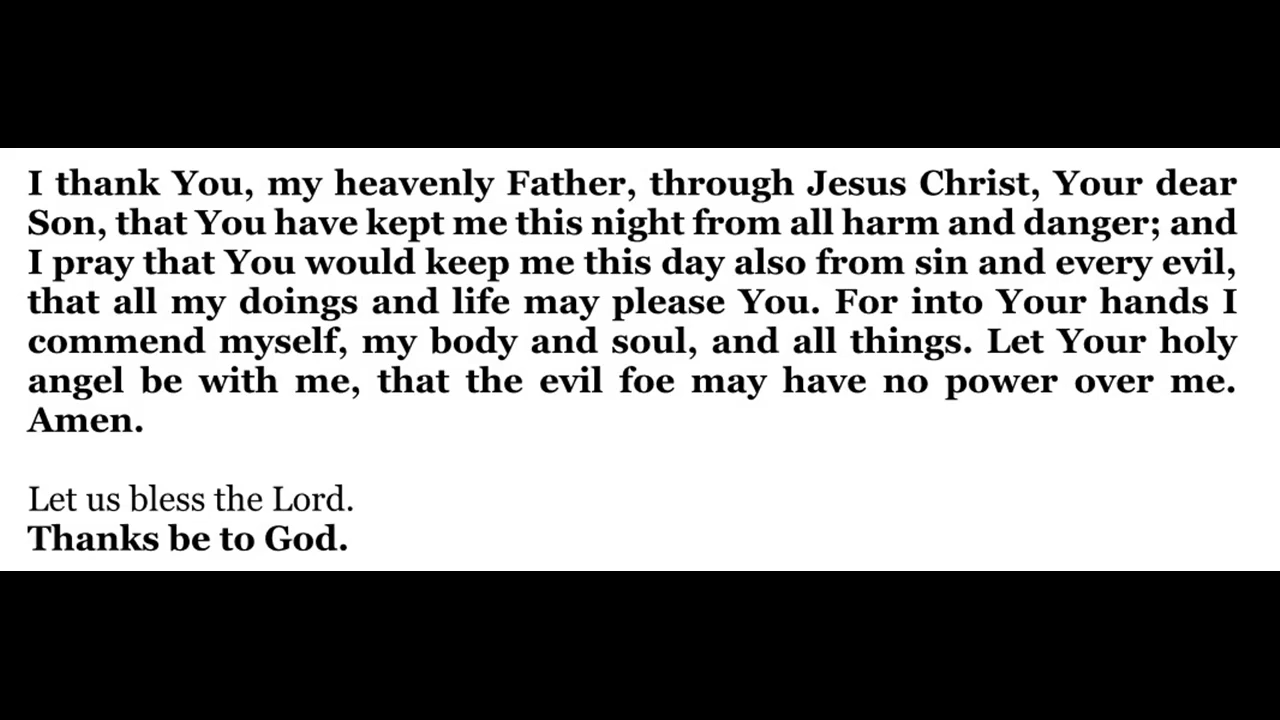 I thank You, my heavenly Father, through Jesus Christ, Your dear
Son, that You have kept me this night from all harm and danger; and
I pray that You would keep me this day also from sin and every evil,
that all my doings and life may please You. For into Your hands I
commend myself, my body and soul, and all things. Let Your holy
angel be with me, that the evil foe may have no power over me.
Amen.
Let us bless the Lord.
Thanks be to God.